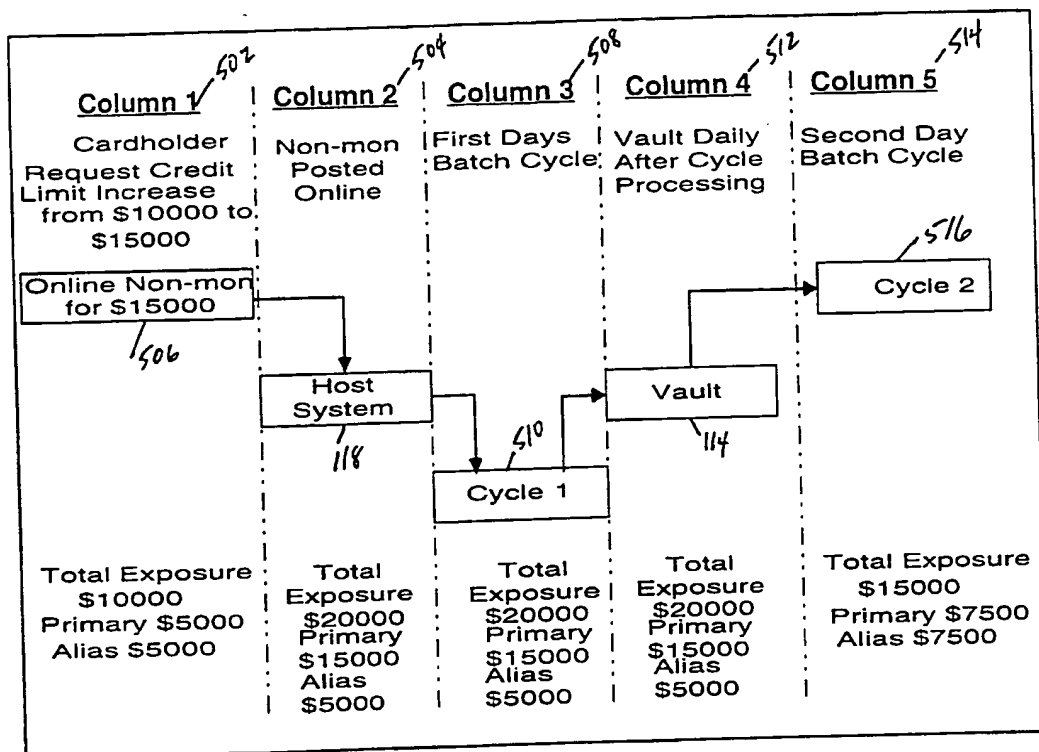 502
504
508
512
514
Column 1
Column 2
Column 3
Column 4
Column 5
Cardholder
Request Credit
Limit Increase
from $10000 to
$15000
Non-mon
Posted
Online
First Days
Batch Cycle
Vault Daily
After Cycle
Processing
Second Day
Batch Cycle
516
Online Non-mon
for $15000
506
Cycle 2
Host
System
118
510
Cycle 1
Vault
114
Total Exposure
$10000
Primary $5000
Alias $5000
Total
Exposure
$20000
Primary
$15000
Alias
$5000
Total
Exposure
$20000
Primary
$15000
Alias
$5000
Total
Exposure
$20000
Primary
$15000
Alias
$5000
Total Exposure
$15000
Primary $7500
Alias $7500